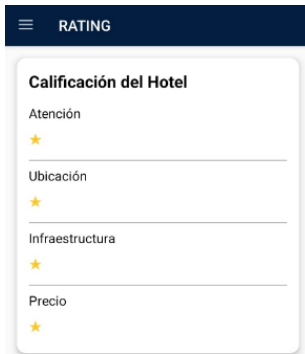 RATING
Calificación del Hotel
Atención
Ubicación
Infraestructura
Precio